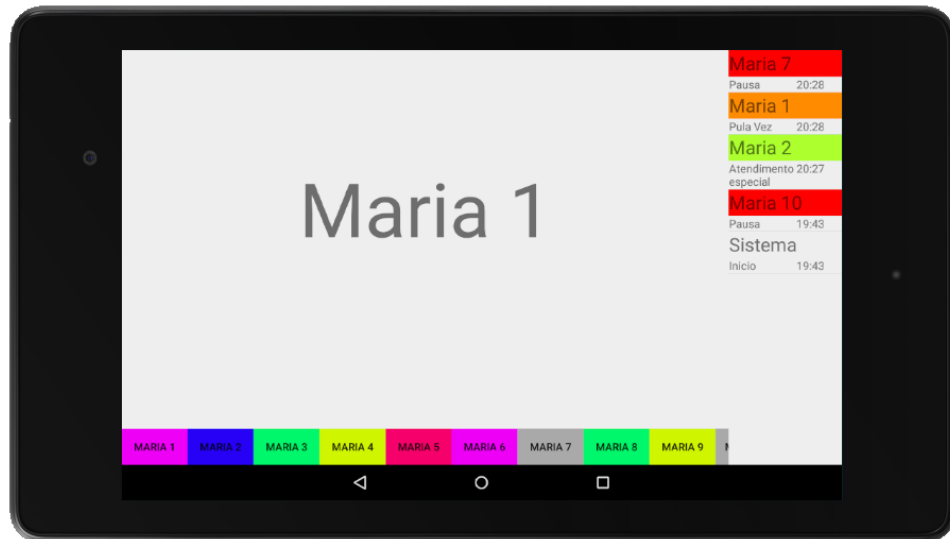 Maria 1
Maria 7
Pausa 20:28
Maria 1
Pula Vez 20:28
Maria 2
Atendimento 20:27
especial
Maria 10
Pausa 19:43
Sistema
Inicio 19:43
MARIA 1 MARIA 2 MARIA 3 MARIA 4 MARIA 5 MARIA 6 MARIA 7 MARIA 8 MARIA 9